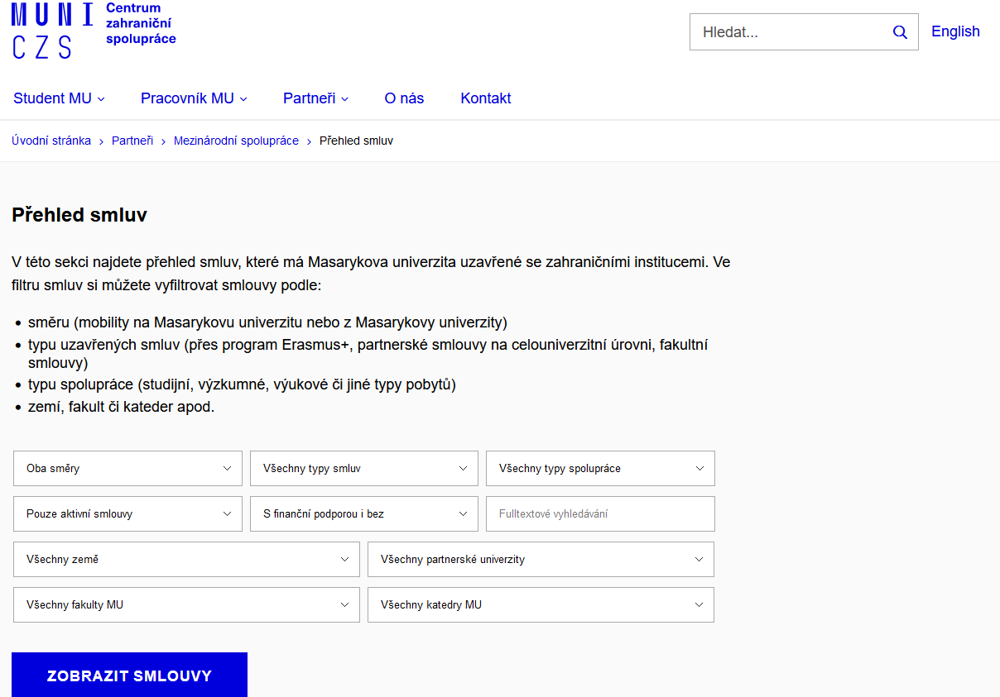 MUNI
CZS
Centrum
zahraniční
spolupráce
Hledat...
English
Student MU
Pracovník MU
Partneři
O nás
Kontakt
Úvodní stránka
Partneři
Mezinárodní spolupráce
Přehled smluv
Přehled smluv
V této sekci najdete přehled smluv, které má Masarykova univerzita uzavřené se zahraničními institucemi. Ve
filtru smluv si můžete vyfiltrovat smlouvy podle:
směru (mobility na Masarykovu univerzitu nebo z Masarykovy univerzity)
typu uzavřených smluv (přes program Erasmus+, partnerské smlouvy na celouniverzitní úrovni, fakultní
smlouvy)
typu spolupráce (studijní, výzkumné, výukové či jiné typy pobytů)
zemí, fakult či kateder apod.
Oba směry
Všechny typy smluv
Všechny typy spolupráce
Pouze aktivní smlouvy
S finanční podporou i bez
Fulltextové vyhledávání
Všechny země
Všechny partnerské univerzity
Všechny fakulty MU
Všechny katedry MU
ZOBRAZIT SMLOUVY